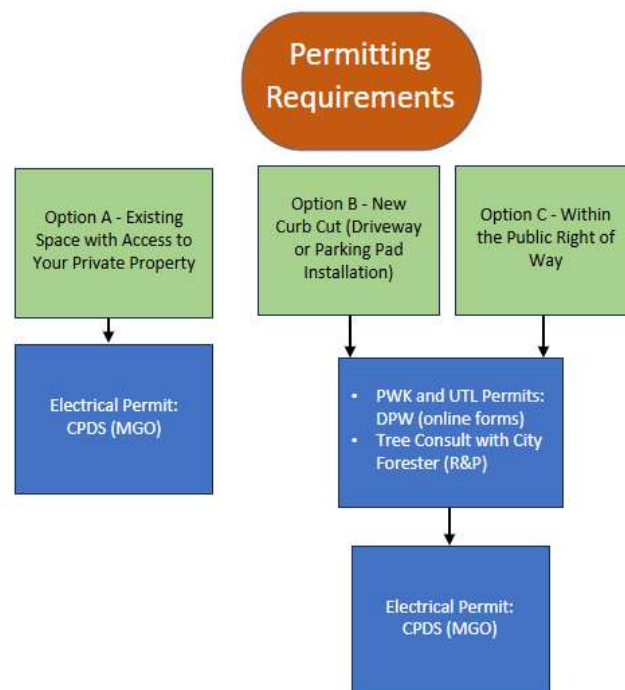 Permitting
Requirements
Option A - Existing
Space with Access to
Your Private Property
Option B - New
Curb Cut (Driveway
or Parking Pad
Installation)
Option C - Within
the Public Right of
Way
Electrical Permit:
CPDS (MGO)
• PWK and UTL Permits:
DPW (online forms)
• Tree Consult with City
Forester (R&P)
Electrical Permit:
CPDS (MGO)